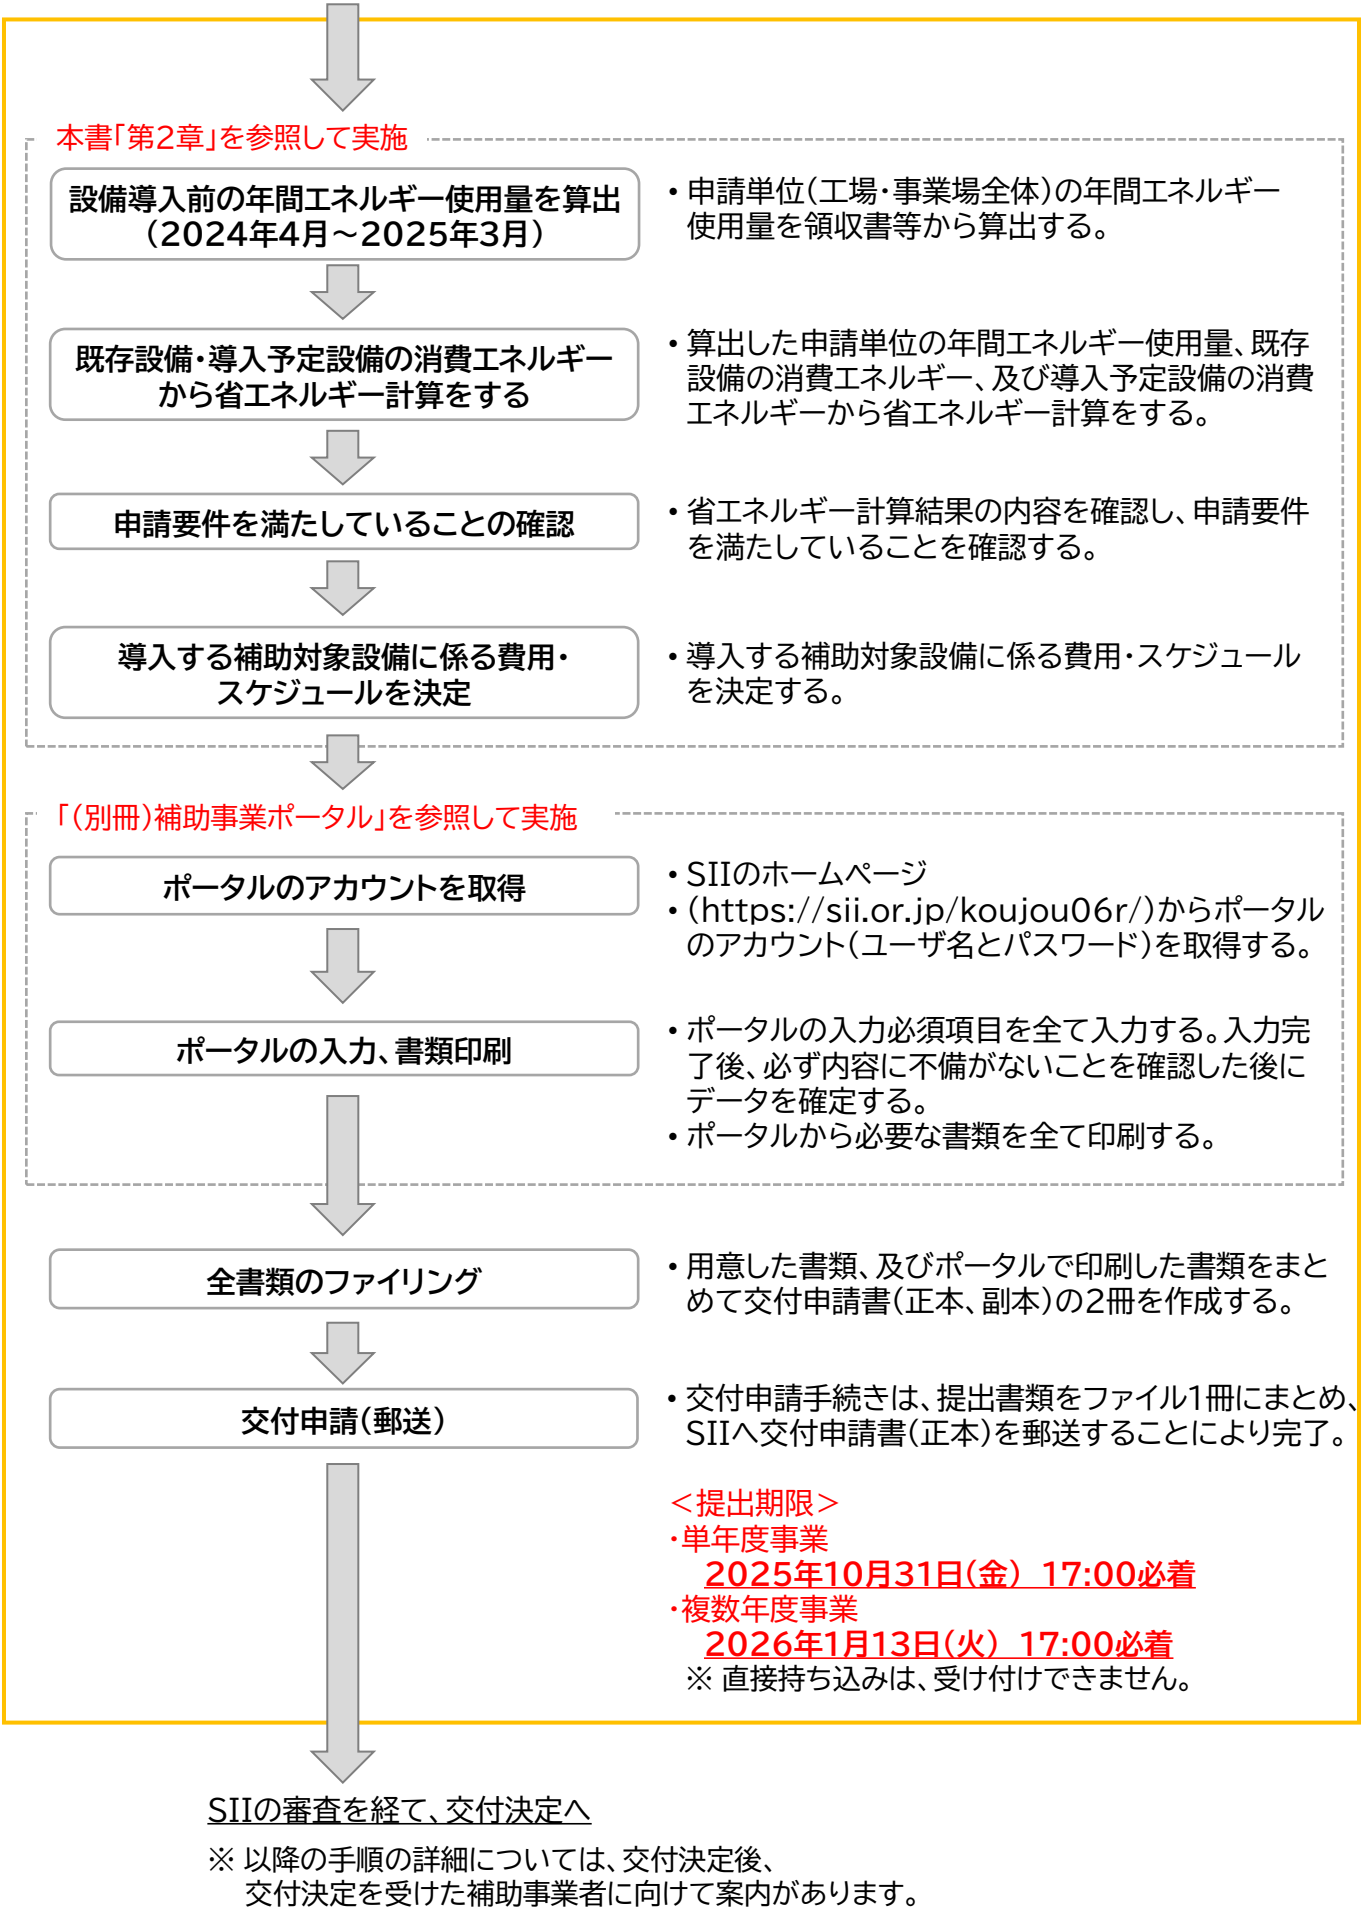 本書「第2章」を参照して実施
設備導入前の年間エネルギー使用量を算出
（2024年4月～2025年3月）
• 申請単位（工場・事業場全体）の年間エネルギー
使用量を領収書等から算出する。
既存設備・導入予定設備の消費エネルギー
から省エネルギー計算をする
• 算出した申請単位の年間エネルギー使用量、既存
設備の消費エネルギー、及び導入予定設備の消費
エネルギーから省エネルギー計算をする。
申請要件を満たしていることの確認
• 省エネルギー計算結果の内容を確認し、申請要件
を満たしていることを確認する。
導入する補助対象設備に係る費用・
スケジュールを決定
• 導入する補助対象設備に係る費用・スケジュール
を決定する。
「（別冊）補助事業ポータル」を参照して実施
ポータルのアカウントを取得
• SIIのホームページ
• （https://sii.or.jp/koujou06r/）からポータル
のアカウント（ユーザ名とパスワード）を取得する。
ポータルの入力、書類印刷
• ポータルの入力必須項目を全て入力する。入力完
了後、必ず内容に不備がないことを確認した後に
データを確定する。
• ポータルから必要な書類を全て印刷する。
全書類のファイリング
• 用意した書類、及びポータルで印刷した書類をまと
めて交付申請書（正本、副本）の2冊を作成する。
交付申請（郵送）
• 交付申請手続きは、提出書類をファイル1冊にまとめ、
SIIへ交付申請書（正本）を郵送することにより完了。
＜提出期限＞
・単年度事業
2025年10月31日（金） 17:00必着
・複数年度事業
2026年1月13日（火） 17:00必着
※ 直接持ち込みは、受け付けできません。
SIIの審査を経て、交付決定へ
※ 以降の手順の詳細については、交付決定後、
交付決定を受けた補助事業者に向けて案内があります。